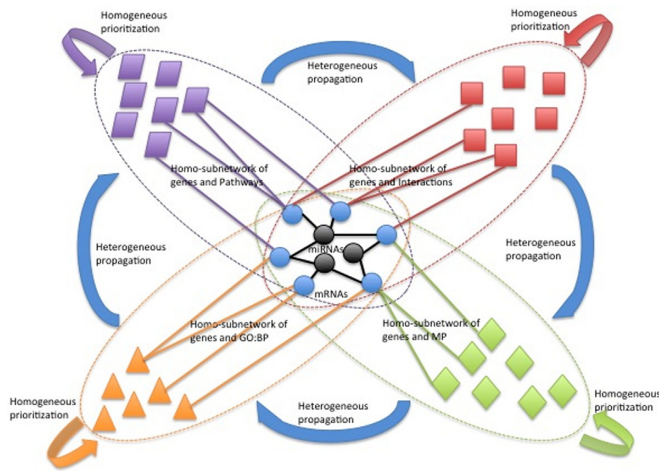 Homogeneous
prioritization
Homogeneous
prioritization
Heterogeneous
propagation
Homo-subnetwork of
genes and Pathways
Homo-subnetwork of
genes and Interactions
Heterogeneous
propagation
Heterogeneous
propagation
miRNAs
mRNAs
Homo-subnetwork of
genes and GO:BP
Homo-subnetwork of
genes and MP
Homogeneous
prioritization
Heterogeneous
propagation
Homogeneous
prioritization